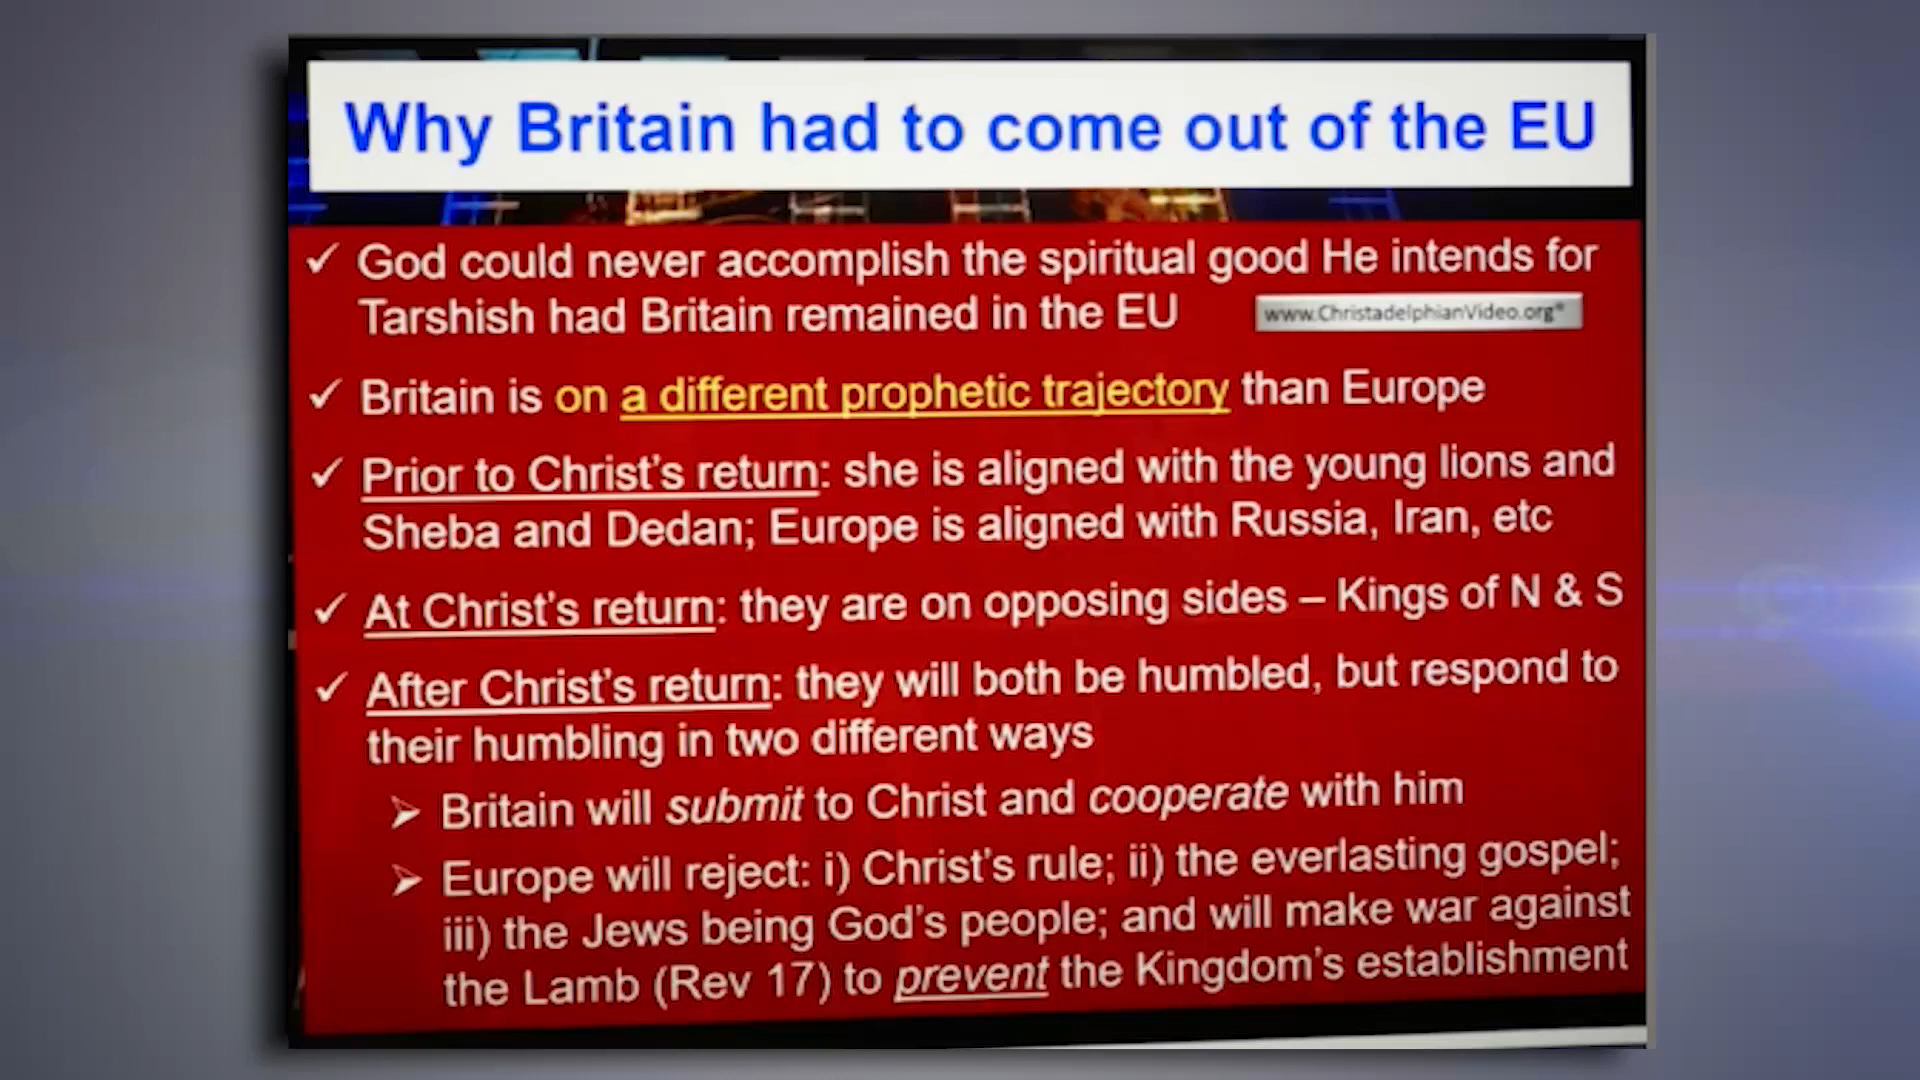 Why Britain had to come out of the EU
✓ God could never accomplish the spiritual good He intends for
Tarshish had Britain remained in the EU
www.ChristadelphianVideo.org*
✓ Britain is on a different prophetic trajectory than Europe
✓ Prior to Christ's return: she is aligned with the young lions and
Sheba and Dedan; Europe is aligned with Russia, Iran, etc
✓ At Christ's return: they are on opposing sides – Kings of N & S
✓ After Christ's return: they will both be humbled, but respond to
their humbling in two different ways
➢ Britain will submit to Christ and cooperate with him
➢ Europe will reject: i) Christ's rule; ii) the everlasting gospel;
iii) the Jews being God's people; and will make war against
the Lamb (Rev 17) to prevent the Kingdom's establishment